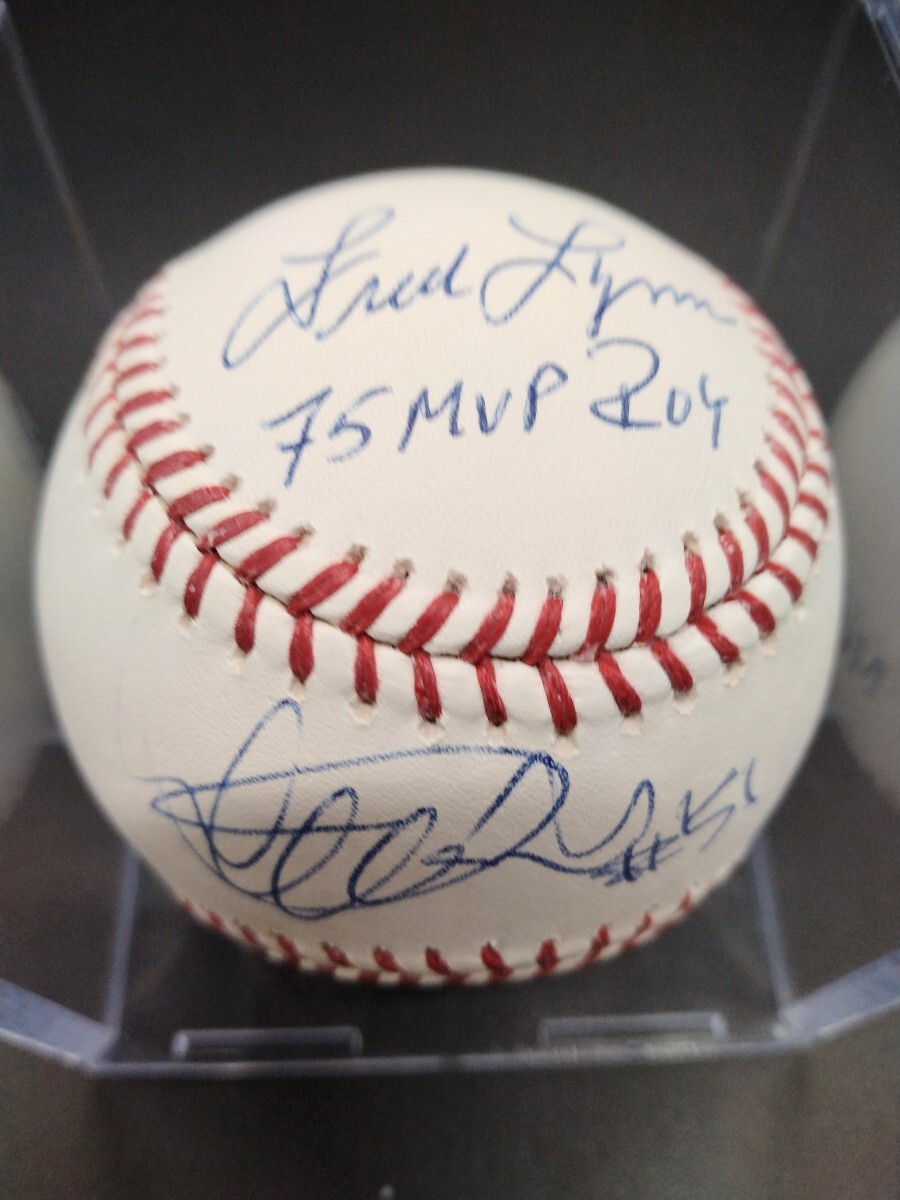 Fred Lynn
75 MVP ROY
#51